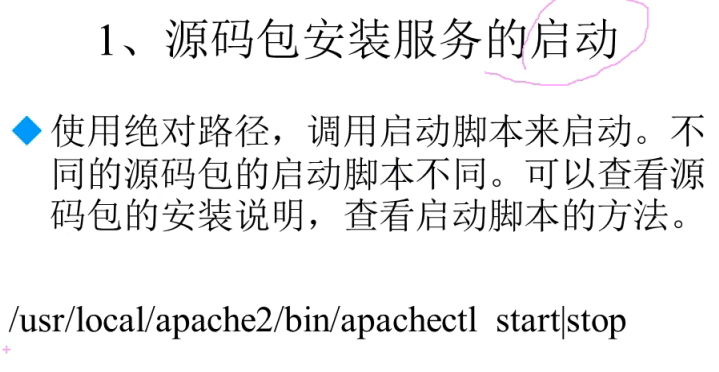 1、源码包安装服务的启动
使用绝对路径，调用启动脚本来启动。不
同的源码包的启动脚本不同。可以查看源
码包的安装说明，查看启动脚本的方法。
/usr/local/apache2/bin/apachectl start|stop